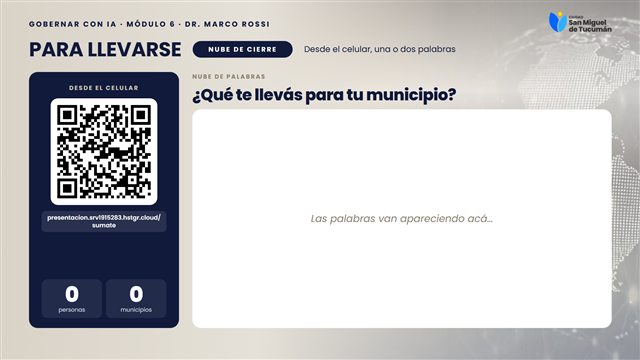 GOBERNAR CON IA · MÓDULO 6 · DR. MARCO ROSSI
CIUDAD
San Miguel
de Tucumán
PARA LLEVARSE
NUBE DE CIERRE
Desde el celular, una o dos palabras
DESDE EL CELULAR
presentacion.srv1915283.hstgr.cloud/
sumate
0
personas
0
municipios
NUBE DE PALABRAS
¿Qué te llevás para tu municipio?
Las palabras van apareciendo acá...